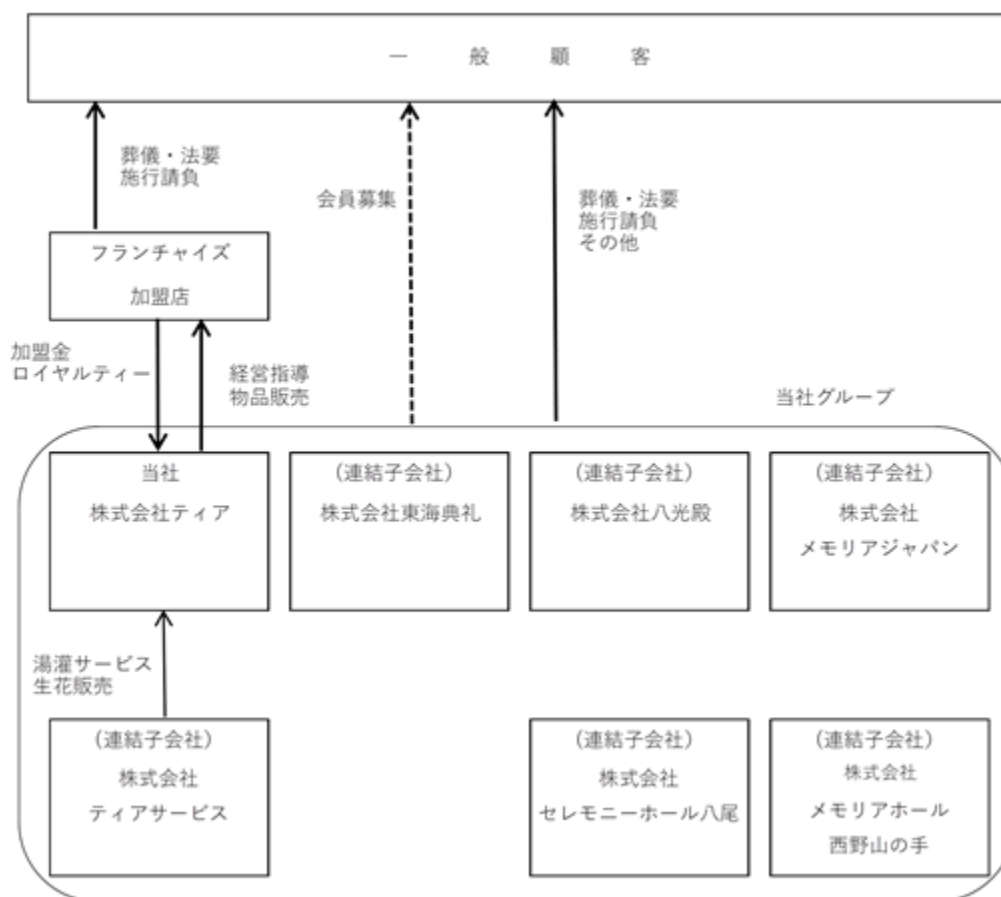 一般顧客
葬儀・法要
施行請負
会員募集
葬儀・法要
施行請負
その他
フランチャイズ
加盟店
加盟金
ロイヤルティー
経営指導
物品販売
当社グループ
当社
株式会社ティア
(連結子会社)
株式会社東海典礼
(連結子会社)
株式会社八光殿
(連結子会社)
株式会社
メモリアジャパン
湯灌サービス
生花販売
(連結子会社)
株式会社
ティアサービス
(連結子会社)
株式会社
セレモニーホール八尾
(連結子会社)
株式会社
メモリアホール
西野山の手